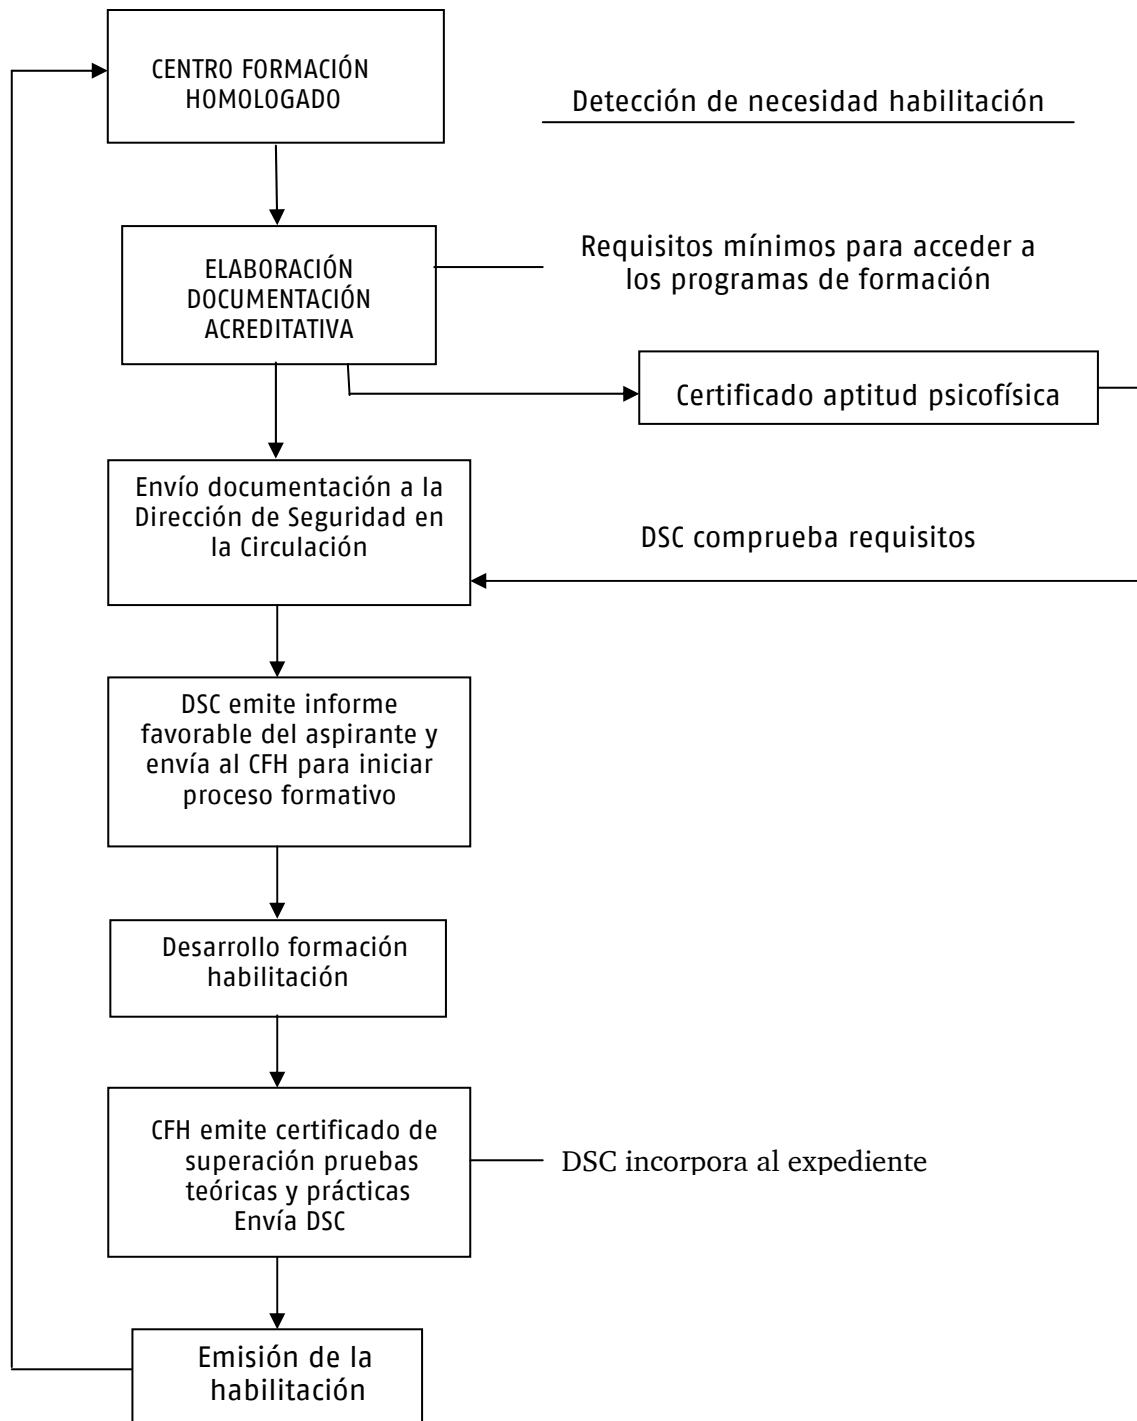 CENTRO FORMACIÓN
HOMOLOGADO
Detección de necesidad habilitación
ELABORACIÓN
DOCUMENTACIÓN
ACREDITATIVA
Requisitos mínimos para acceder a
los programas de formación
Certificado aptitud psicofísica
Envío documentación a la
Dirección de Seguridad en
la Circulación
DSC comprueba requisitos
DSC emite informe
favorable del aspirante y
envía al CFH para iniciar
proceso formativo
Desarrollo formación
habilitación
CFH emite certificado de
superación pruebas
teóricas y prácticas
Envía DSC
DSC incorpora al expediente
Emisión de la
habilitación